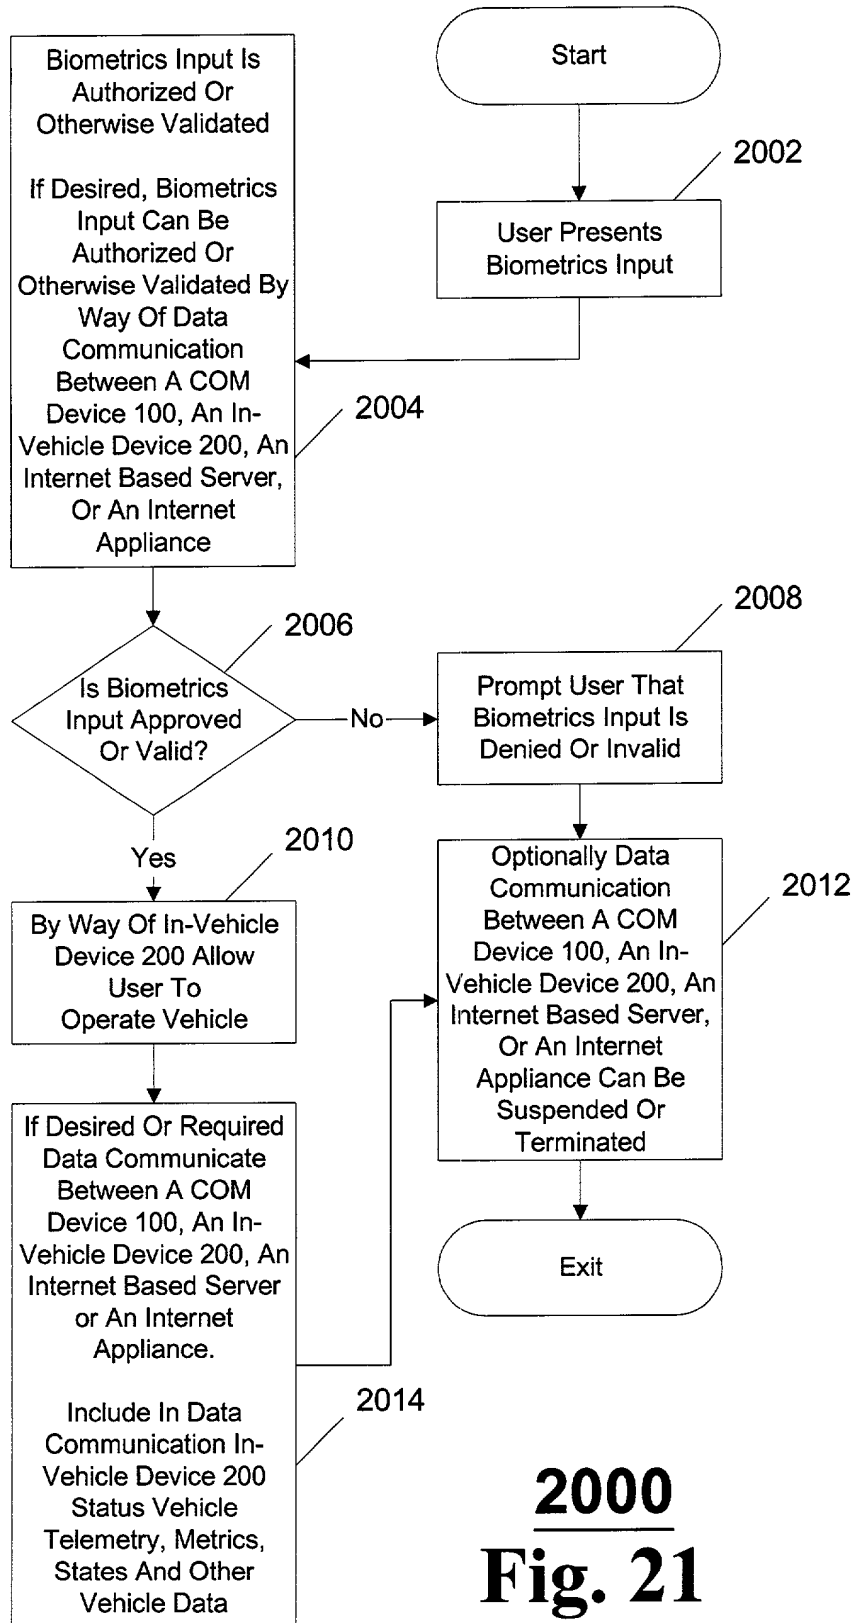 Start
2002
User Presents
Biometrics Input
Biometrics Input Is
Authorized Or
Otherwise Validated
If Desired, Biometrics
Input Can Be
Authorized Or
Otherwise Validated By
Way Of Data
Communication
Between A COM
Device 100, An In-
Vehicle Device 200, An
Internet Based Server,
Or An Internet
Appliance
2004
2006
Is Biometrics
Input Approved
Or Valid?
No
2008
Prompt User That
Biometrics Input Is
Denied Or Invalid
Yes
2010
By Way Of In-Vehicle
Device 200 Allow
User To
Operate Vehicle
Optionally Data
Communication
Between A COM
Device 100, An In-
Vehicle Device 200, An
Internet Based Server,
Or An Internet
Appliance Can Be
Suspended Or
Terminated
2012
If Desired Or Required
Data Communicate
Between A COM
Device 100, An In-
Vehicle Device 200, An
Internet Based Server
or An Internet
Appliance.
Include In Data
Communication In-
Vehicle Device 200
Status Vehicle
Telemetry, Metrics,
States And Other
Vehicle Data
2014
Exit
2000
Fig. 21